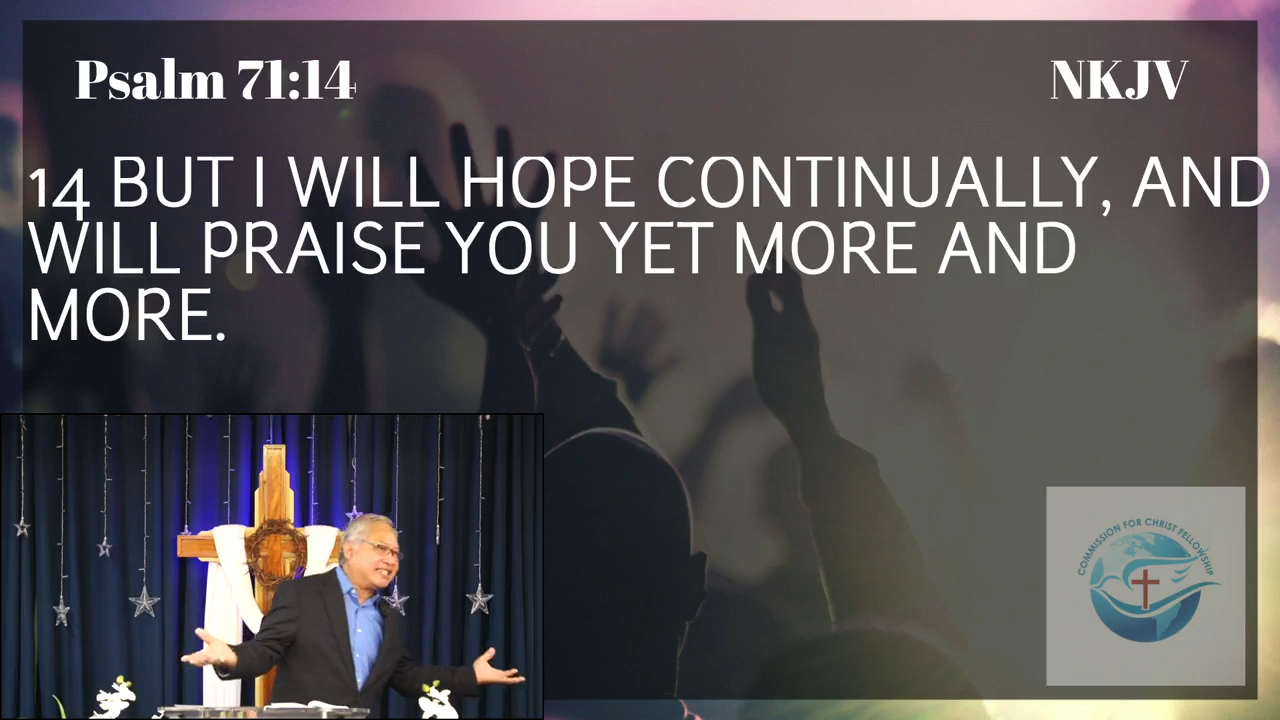 Psalm 71:14
NKJV
14 BUT I WILL HOPE CONTINUALLY, AND
WILL PRAISE YOU YET MORE AND
MORE.
COMMISSION FOR CHRIST FELLOWSHIP